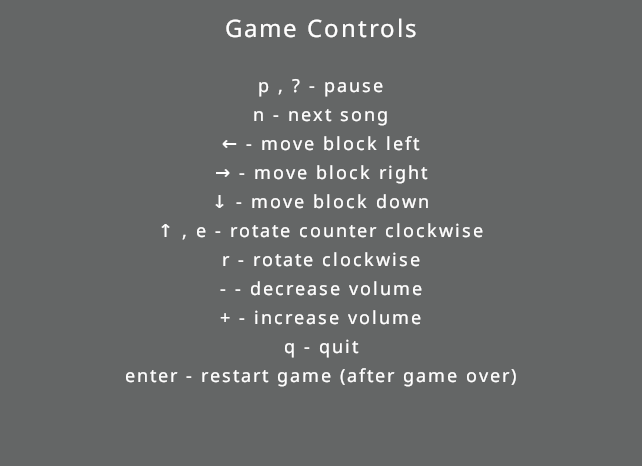 Game Controls
p , ? - pause
n - next song
← - move block left
→ - move block right
↓ - move block down
↑ , e - rotate counter clockwise
r - rotate clockwise
- - decrease volume
+ - increase volume
q - quit
enter - restart game (after game over)